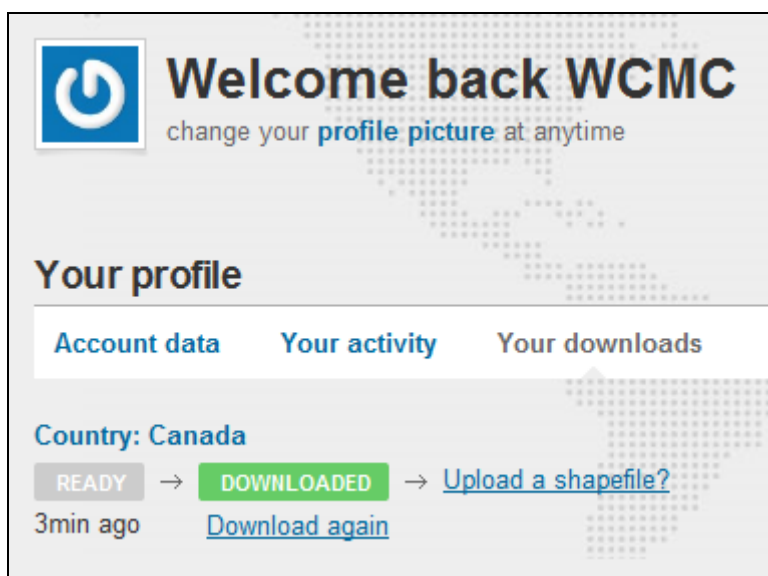 Welcome back WCMC
change your profile picture at anytime
Your profile
Account data Your activity Your downloads
Country: Canada
READY → DOWNLOADED → Upload a shapefile?
3min ago Download again